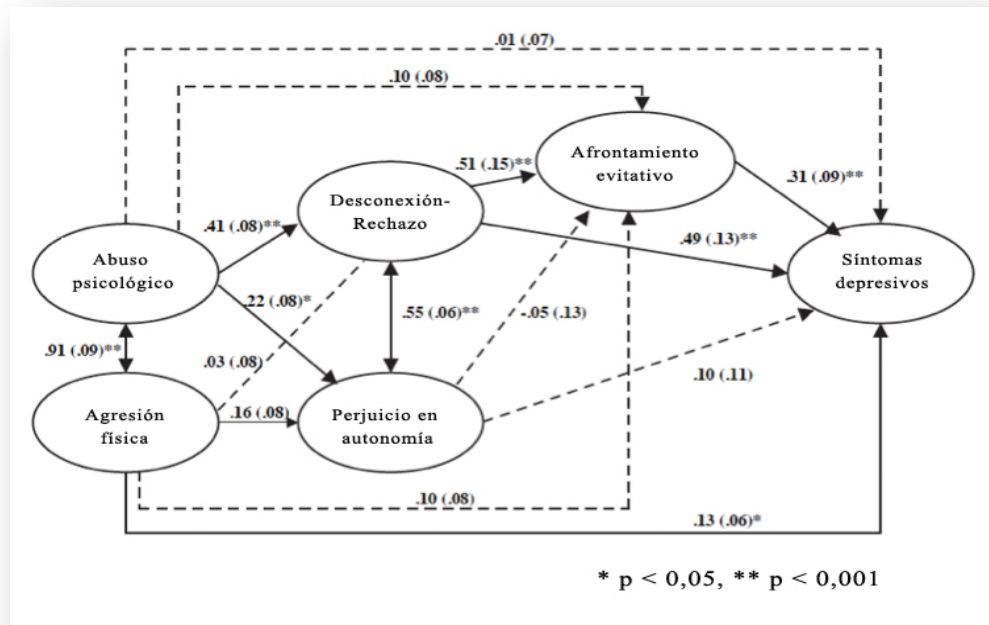 .01 (.07)
.10 (.08)
Afrontamiento
evitativo
.51 (.15)**
.31 (.09)**
Desconexión-
Rechazo
.41 (.08)**
.49 (.13)**
Abuso
psicológico
Síntomas
depresivos
.22 (.08)*
.55 (.06)**
-.05 (.13)
.91 (.09)**
.03 (.08)
.10 (.11)
Agresión
física
.16 (.08)
Perjuicio en
autonomía
.10 (.08)
.13 (.06)*
* p < 0,05, ** p < 0,001